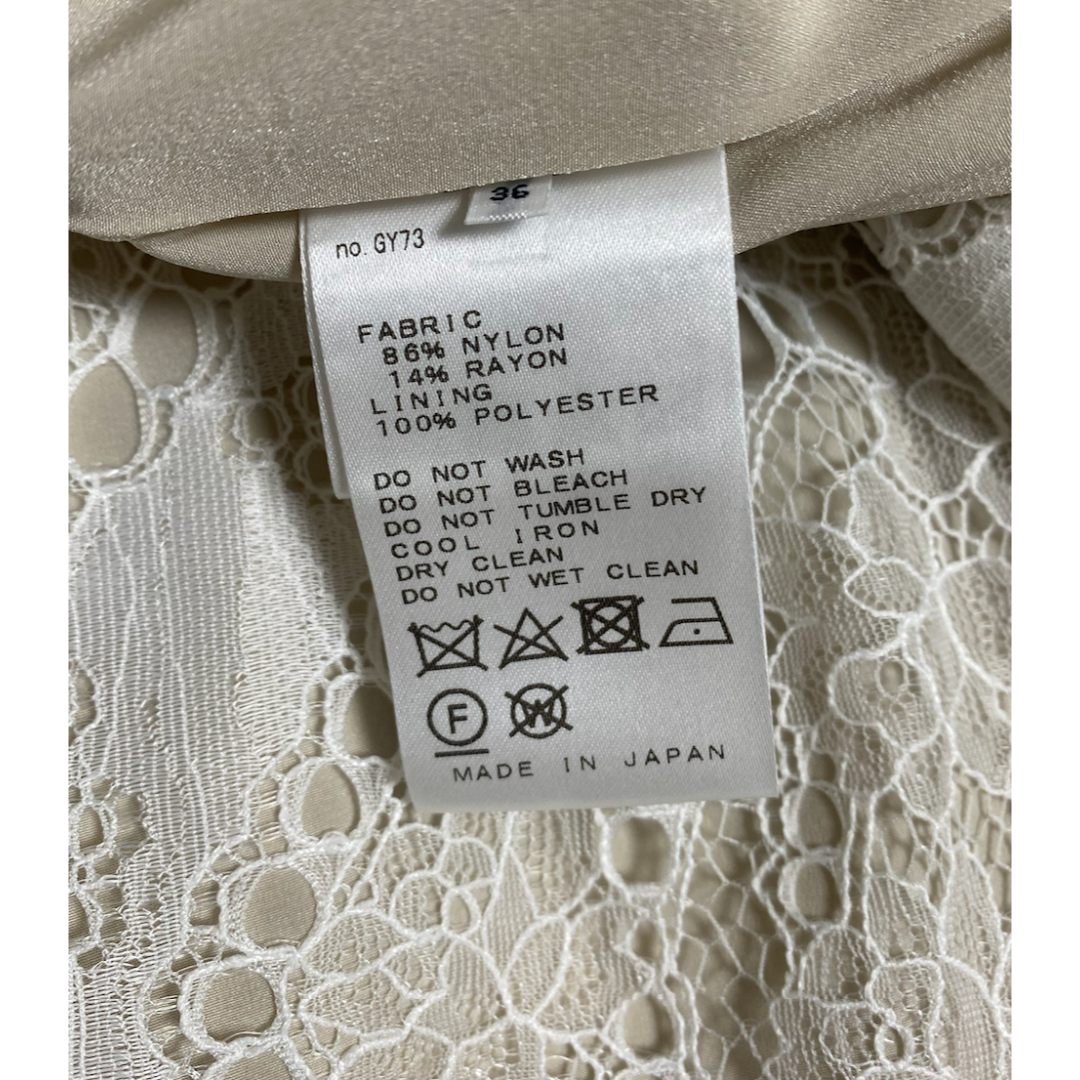 36
no. GY73
FABRIC
86% NYLON
14% RAYON
LINING
100% POLYESTER
DO NOT WASH
DO NOT BLEACH
DO NOT TUMBLE DRY
COOL IRON
DRY CLEAN
DO NOT WET CLEAN
F W
MADE IN JAPAN